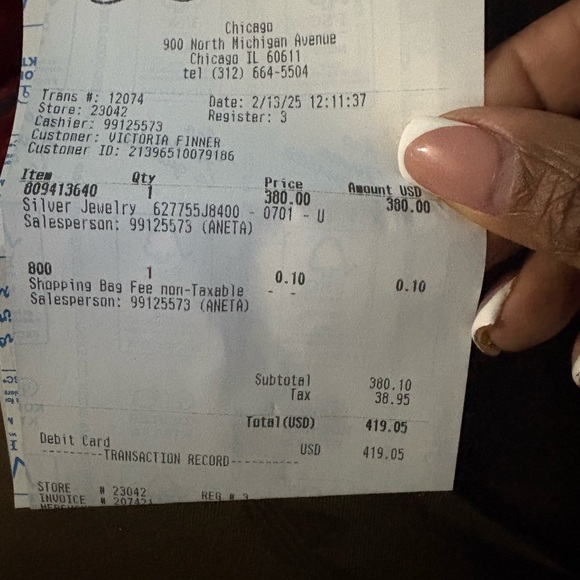 Chicago
900 North Michigan Avenue
Chicago IL 60611
tel (312) 664-5504
Trans #: 12074 Date: 2/13/25 12:11:37
Store: 23042 Register: 3
Cashier: 99125573
Customer: VICTORIA FINNER
Customer ID: 21396510079186
Item Qty Price Amount USD
809413640 1 380.00 380.00
Silver Jewelry 627755J8400 - 0701 - U
Salesperson: 99125573 (ANETA)
800 1 0.10 0.10
Shopping Bag Fee non-Taxable - -
Salesperson: 99125573 (ANETA)
Subtotal 380.10
Tax 38.95
Total(USD) 419.05
Debit Card USD 419.05
---------TRANSACTION RECORD----------
STORE # 23042
INVOICE # REG #